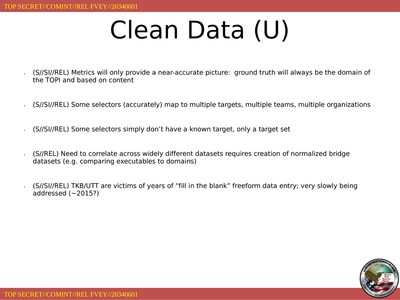 TOP SECRET//COMINT//REL FVEY//20340601
Clean Data (U)
(S//SI//REL) Metrics will only provide a near-accurate picture:  ground truth will always be the domain of
the TOPI and based on content
(S//SI//REL) Some selectors (accurately) map to multiple targets, multiple teams, multiple organizations
(S//SI//REL) Some selectors simply don’t have a known target, only a target set
(S//REL) Need to correlate across widely different datasets requires creation of normalized bridge
datasets (e.g. comparing executables to domains)
(S//SI//REL) TKB/UTT are victims of years of “fill in the blank” freeform data entry; very slowly being
addressed (~2015?)
TOP SECRET//COMINT//REL FVEY//20340601